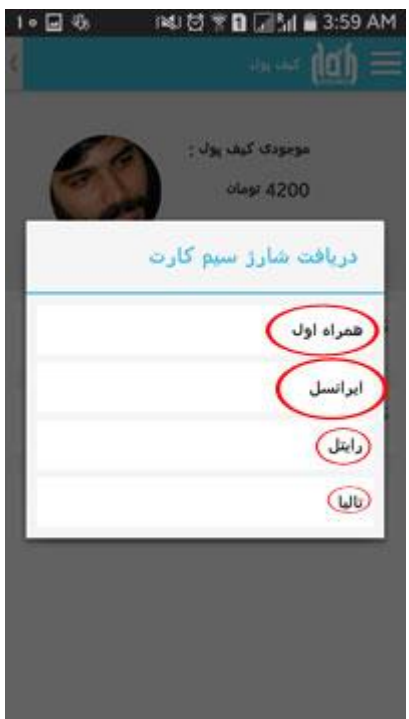 3:59 AM
کیف پول
موجودی کیف پول :
4200 تومان
دریافت شارژ سیم کارت
همراه اول
ایرانسل
رایتل
تالیا